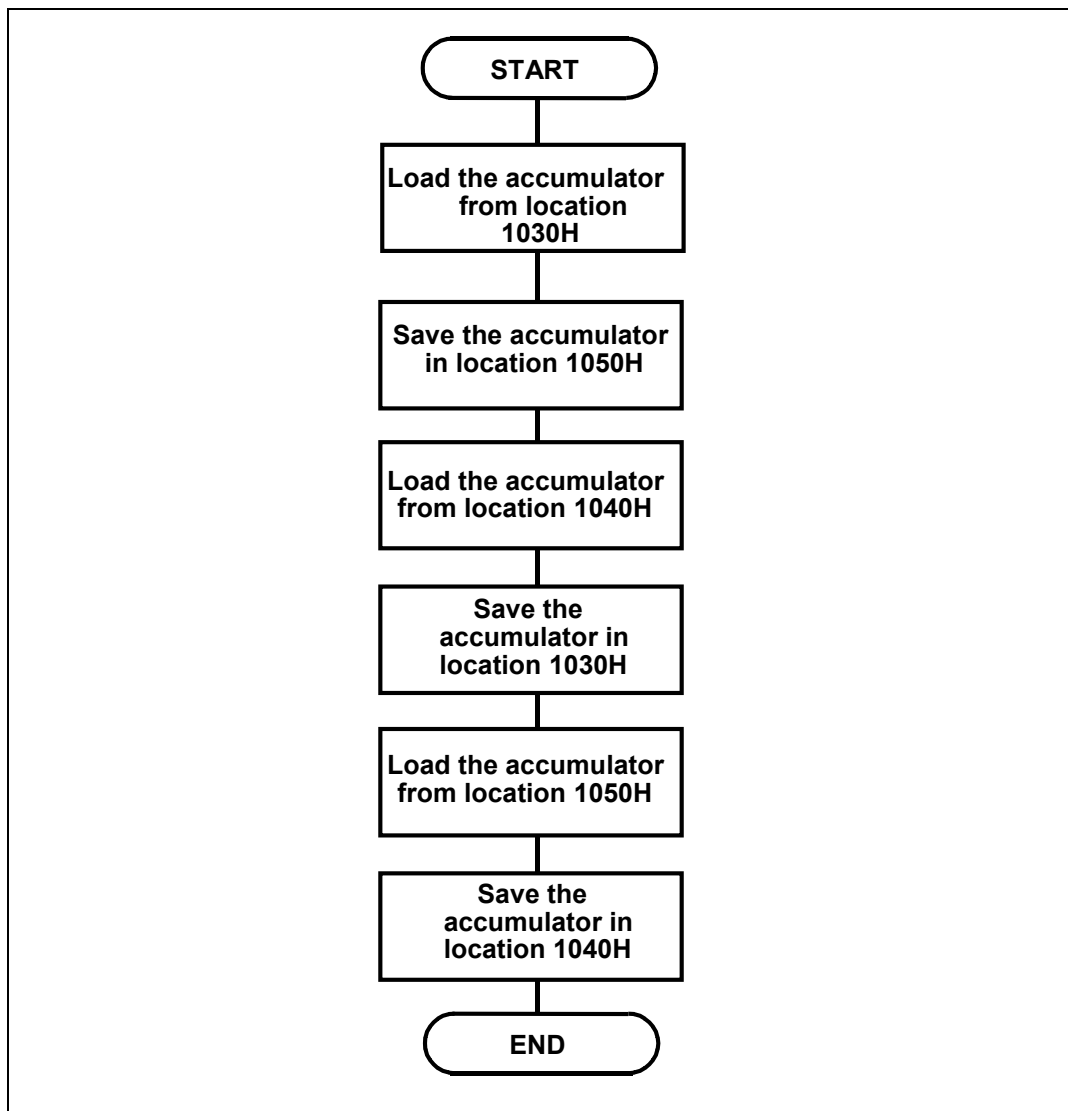 START
Load the accumulator
from location
1030H
Save the accumulator
in location 1050H
Load the accumulator
from location 1040H
Save the
accumulator in
location 1030H
Load the accumulator
from location 1050H
Save the
accumulator in
location 1040H
END